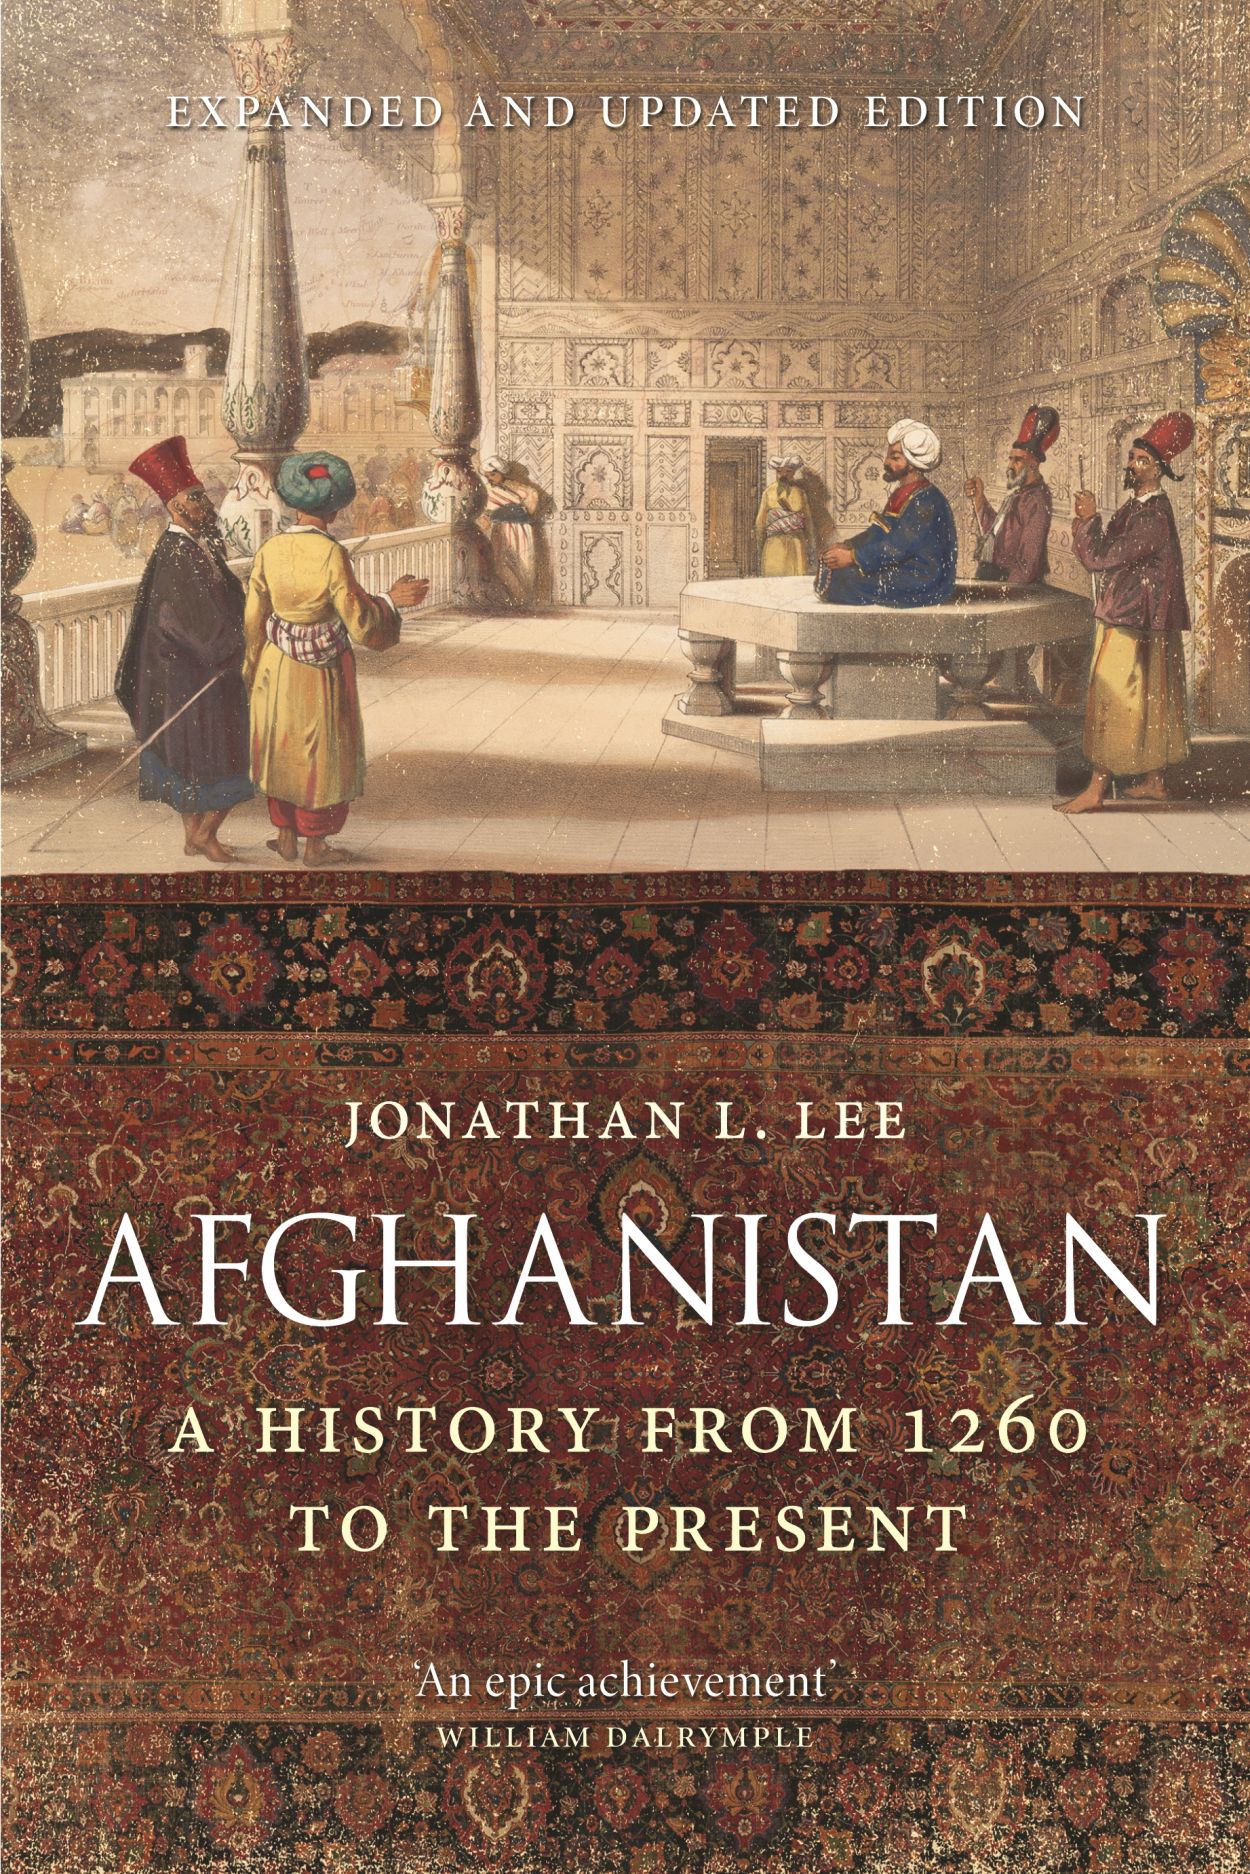 EXPANDED AND UPDATED EDITION
JONATHAN L. LEE
AFGHANISTAN
A HISTORY FROM 1260
TO THE PRESENT
‘An epic achievement’
WILLIAM DALRYMPLE